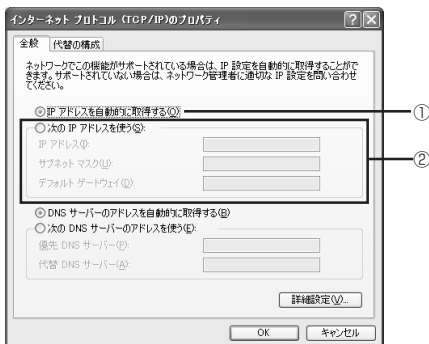 インターネット プロトコル (TCP/IP)のプロパティ
全般
代替の構成
ネットワークでこの機能がサポートされている場合は、IP 設定を自動的に取得することがで
きます。サポートされていない場合は、ネットワーク管理者に適切な IP 設定を問い合わせ
てください。
IP アドレスを自動的に取得する(O)
①
次の IP アドレスを使う(S):
IP アドレス(I):
サブネット マスク(U):
②
デフォルト ゲートウェイ(D):
DNS サーバーのアドレスを自動的に取得する(B)
次の DNS サーバーのアドレスを使う(E):
優先 DNS サーバー(P):
代替 DNS サーバー(A):
詳細設定(V)...
OK
キャンセル